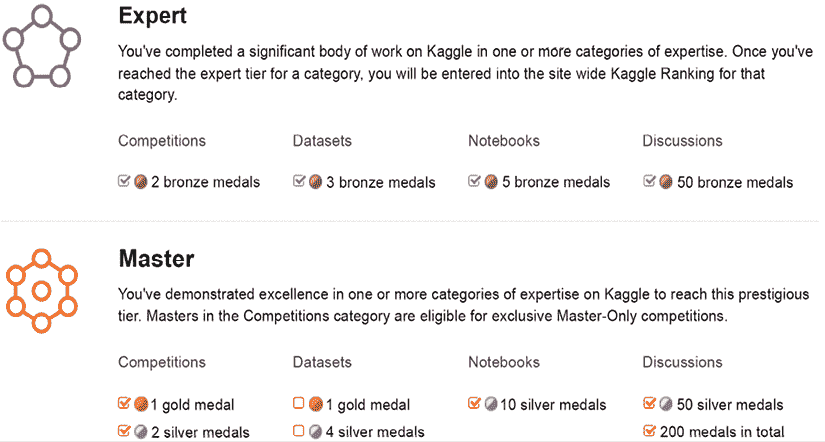 Expert
You've completed a significant body of work on Kaggle in one or more categories of expertise. Once you've
reached the expert tier for a category, you will be entered into the site wide Kaggle Ranking for that
category.
Competitions Datasets Notebooks Discussions
2 bronze medals 3 bronze medals 5 bronze medals 50 bronze medals
Master
You've demonstrated excellence in one or more categories of expertise on Kaggle to reach this prestigious
tier. Masters in the Competitions category are eligible for exclusive Master-Only competitions.
Competitions Datasets Notebooks Discussions
1 gold medal 1 gold medal 10 silver medals 50 silver medals
2 silver medals 4 silver medals 200 medals in total